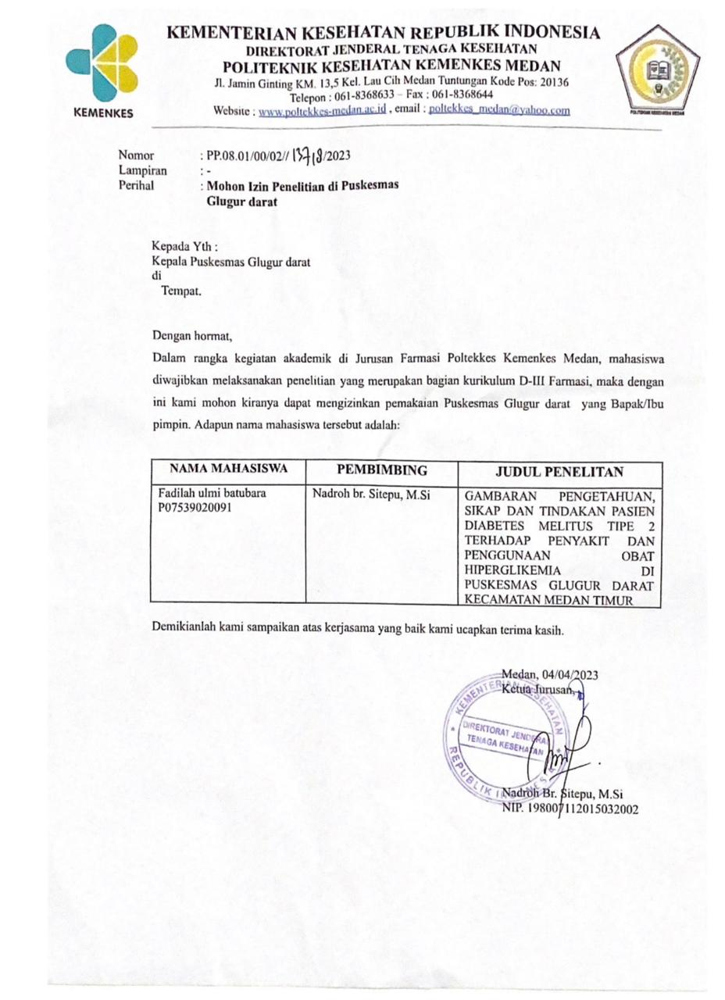 KEMENKES
KEMENTERIAN KESEHATAN REPUBLIK INDONESIA
DIREKTORAT JENDERAL TENAGA KESEHATAN
POLITEKNIK KESEHATAN KEMENKES MEDAN
Jl. Jamin Ginting KM. 13,5 Kel. Lau Cih Medan Tuntungan Kode Pos: 20136
Telepon : 061-8368633 – Fax : 061-8368644
Website : www.poltekkes-medan.ac.id , email : poltekkes_medan@yahoo.com
POLITEKNIK KESEHATAN MEDAN
Nomor : PP.08.01/00/02// /2023
Lampiran : -
Perihal : Mohon Izin Penelitian di Puskesmas
Glugur darat
Kepada Yth :
Kepala Puskesmas Glugur darat
di
Tempat.
Dengan hormat,
Dalam rangka kegiatan akademik di Jurusan Farmasi Poltekkes Kemenkes Medan, mahasiswa
diwajibkan melaksanakan penelitian yang merupakan bagian kurikulum D-III Farmasi, maka dengan
ini kami mohon kiranya dapat mengizinkan pemakaian Puskesmas Glugur darat yang Bapak/Ibu
pimpin. Adapun nama mahasiswa tersebut adalah:
NAMA MAHASISWA PEMBIMBING JUDUL PENELITAN
Fadilah ulmi batubara
P07539020091
Nadroh br. Sitepu, M.Si
GAMBARAN PENGETAHUAN,
SIKAP DAN TINDAKAN PASIEN
DIABETES MELITUS TIPE 2
TERHADAP PENYAKIT DAN
PENGGUNAAN OBAT
HIPERGLIKEMIA DI
PUSKESMAS GLUGUR DARAT
KECAMATAN MEDAN TIMUR
Demikianlah kami sampaikan atas kerjasama yang baik kami ucapkan terima kasih.
Medan, 04/04/2023
Ketua Jurusan,
KEMENTERIAN KESEHATAN
DIREKTORAT JENDERAL
TENAGA KESEHATAN
REPUBLIK INDONESIA
Nadroh Br. Sitepu, M.Si
NIP. 198007112015032002